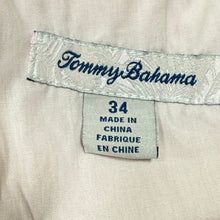 Tommy Bahama
34
MADE IN
CHINA
FABRIQUE
EN CHINE